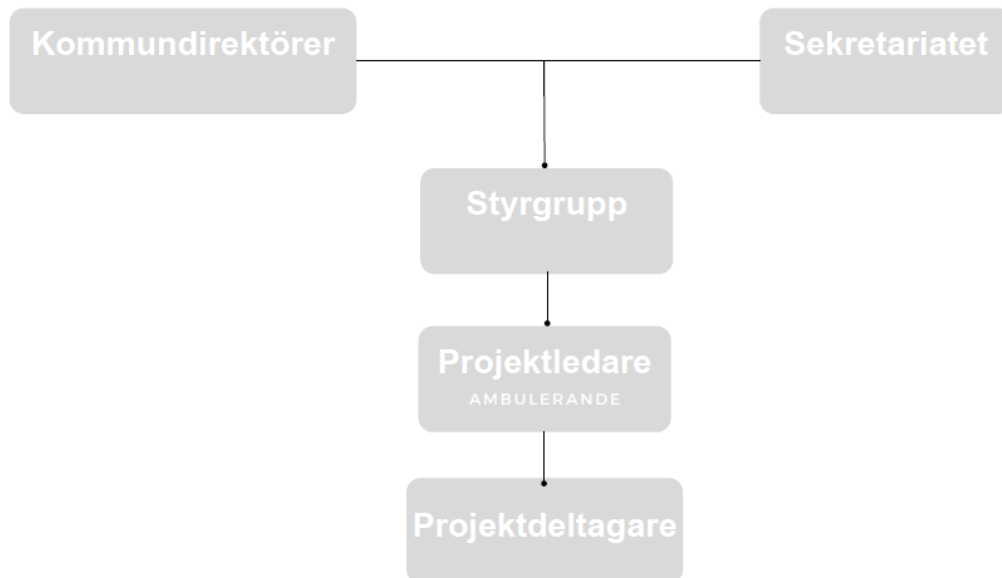 Kommundirektörer
Sekretariatet
Styrgrupp
Projektledare
AMBULERANDE
Projektdeltagare